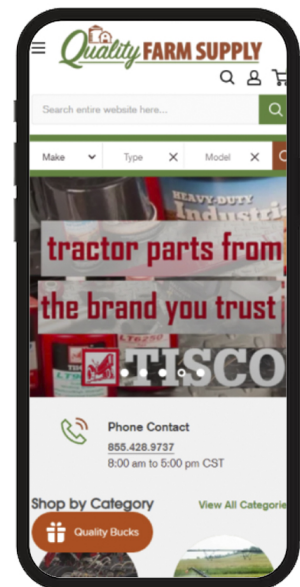 Quality FARM SUPPLY
Search entire website here...
Make Type Model
HEAVY-DUTY
Industri
tractor parts from
the brand you trust
LT6250
TISCO
Phone Contact
855.428.9737
8:00 am to 5:00 pm CST
Shop by Category
View All Categorie
Quality Bucks